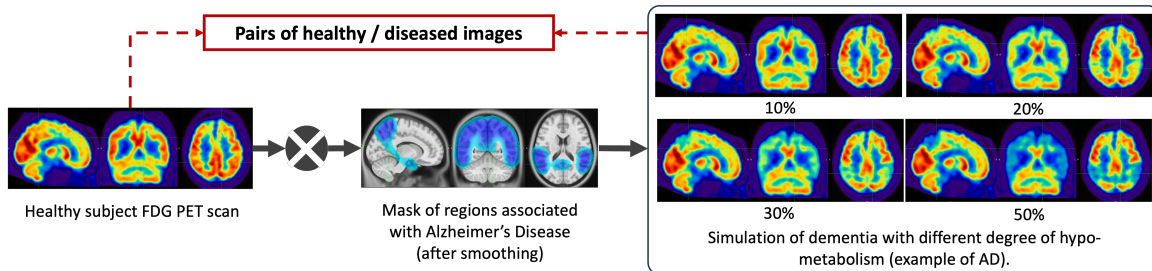 Pairs of healthy / diseased images
Healthy subject FDG PET scan
Mask of regions associated
with Alzheimer's Disease
(after smoothing)
10%
20%
30%
50%
Simulation of dementia with different degree of hypo-
metabolism (example of AD).